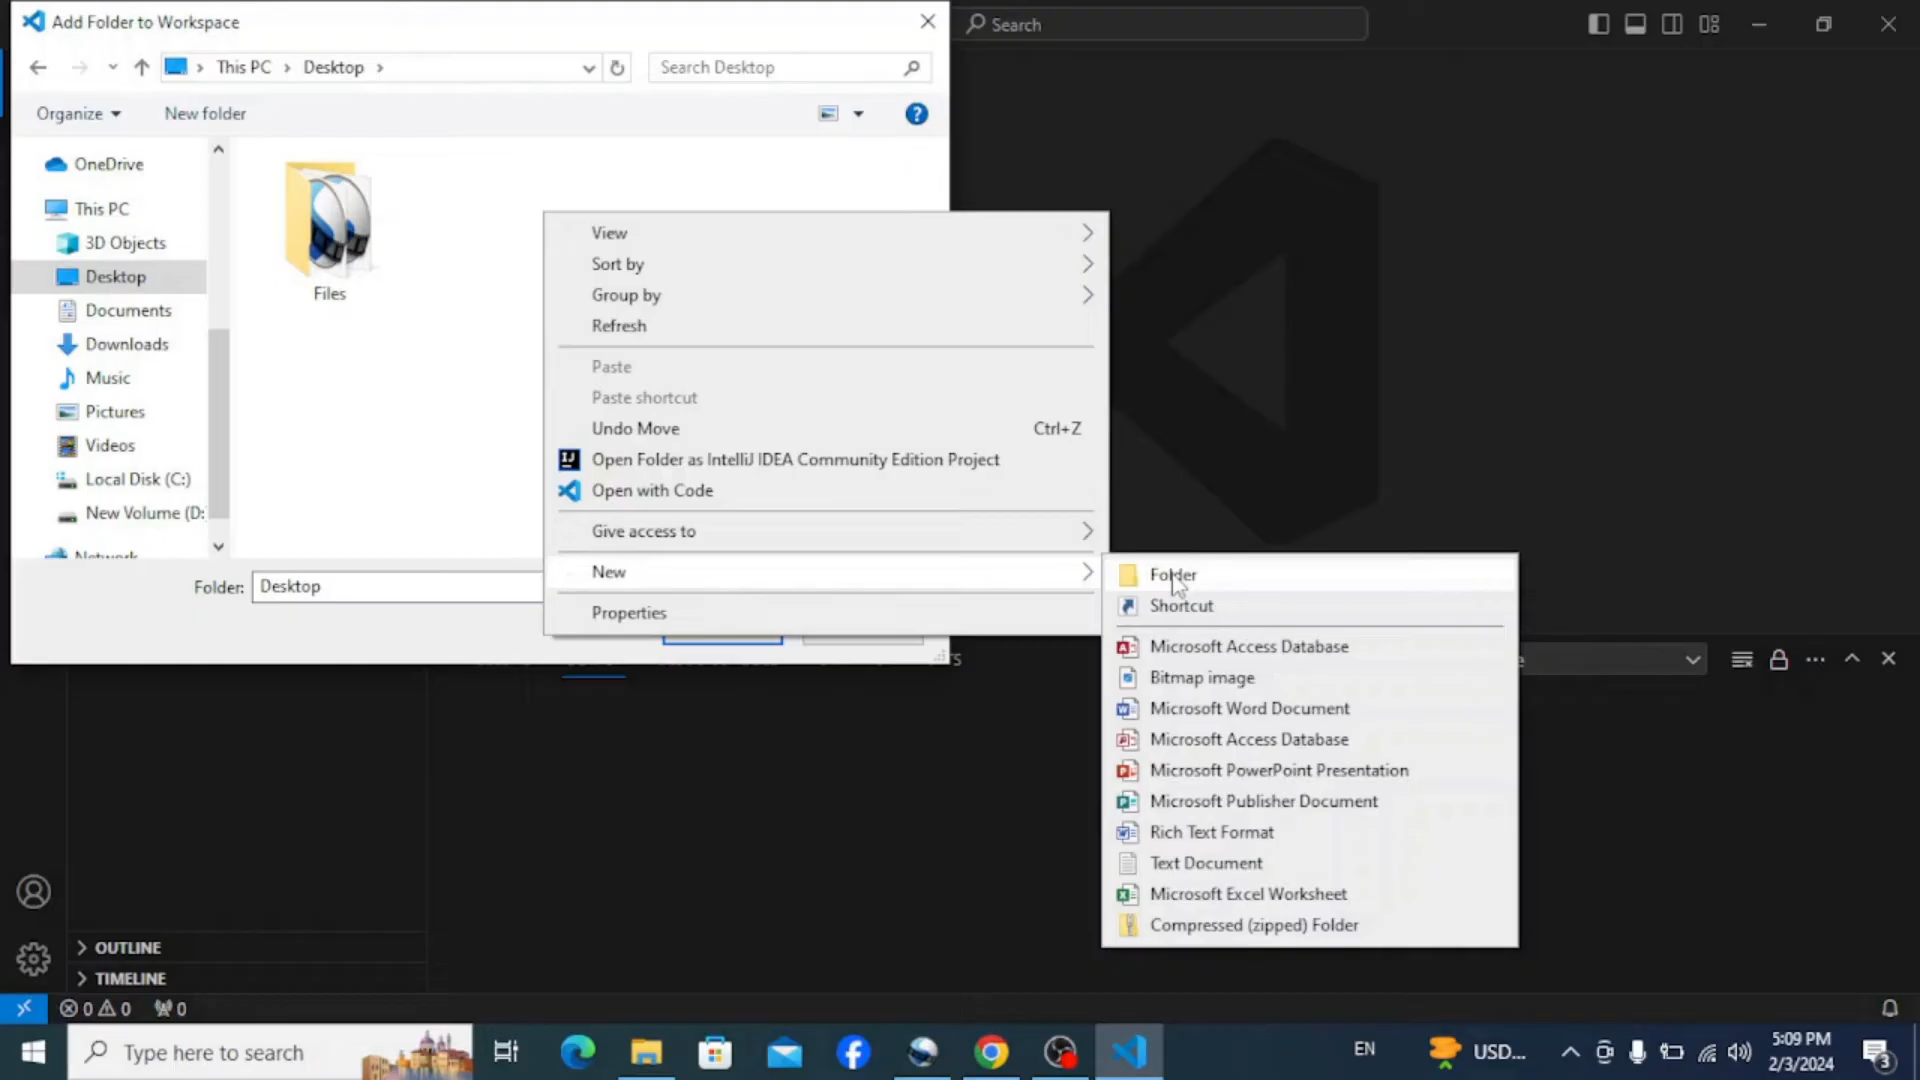 Add Folder to Workspace
Search
This PC
Desktop
Search Desktop
Organize
New folder
OneDrive
This PC
3D Objects
Desktop
Documents
Downloads
Music
Pictures
Videos
Local Disk (C:)
New Volume (D:
Network
Files
Folder:
Desktop
View
Sort by
Group by
Refresh
Paste
Paste shortcut
Undo Move Ctrl+Z
Open Folder as IntelliJ IDEA Community Edition Project
Open with Code
Give access to
New
Properties
Folder
Shortcut
Microsoft Access Database
Bitmap image
Microsoft Word Document
Microsoft Access Database
Microsoft PowerPoint Presentation
Microsoft Publisher Document
Rich Text Format
Text Document
Microsoft Excel Worksheet
Compressed (zipped) Folder
OUTLINE
TIMELINE
0 0 0
Type here to search
EN
USD...
5:09 PM
2/3/2024
3